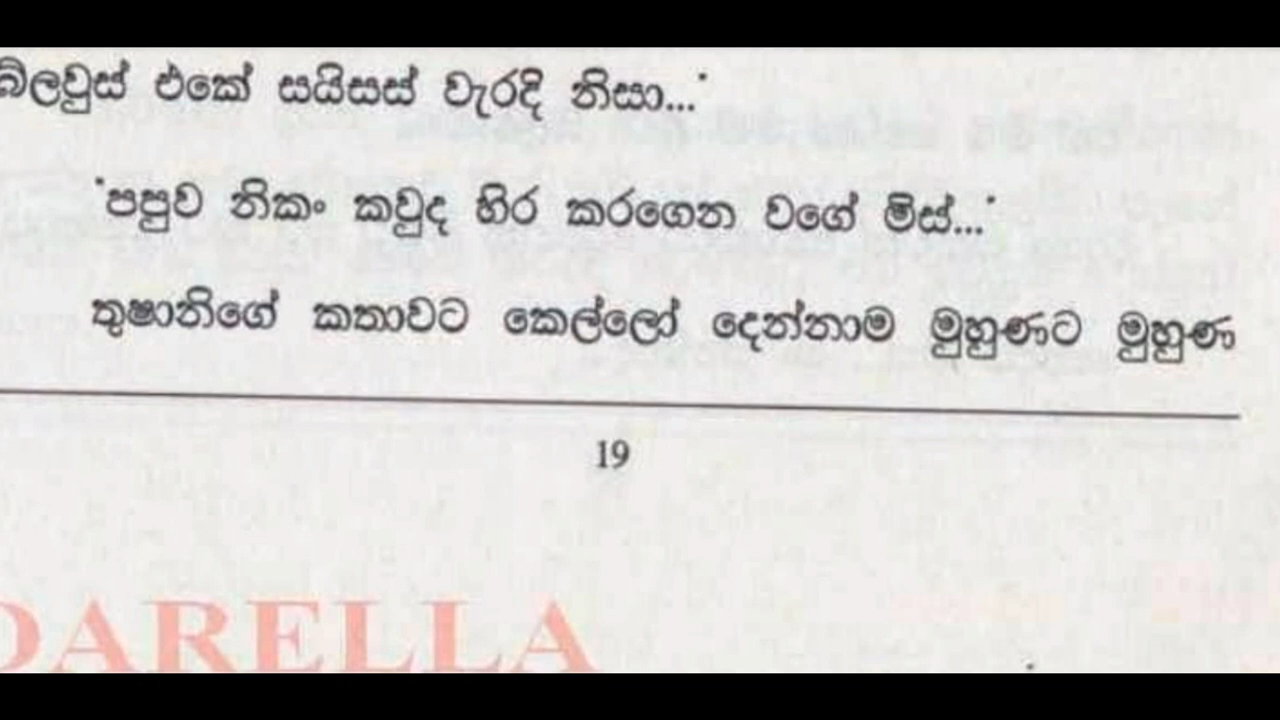 බ්ලවුස් එකේ සයිසස් වැරදි නිසා...'
'පපුව නිකං කවුද හිර කරගෙන වගේ මිස්...'
තුෂානිගේ කතාවට කෙල්ලෝ දෙන්නාම මුහුණට මුහුණ
19
DARELLA